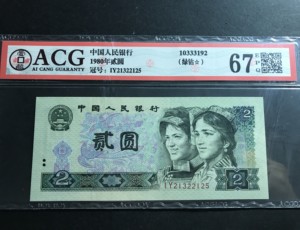 ACG
AI CANG GUARANTY
中国人民银行
1980年贰圆
冠号：IY21322125
10333192
（绿钻★）
67 EPQ
中国人民银行
2
贰圆
IY21322125
2
2